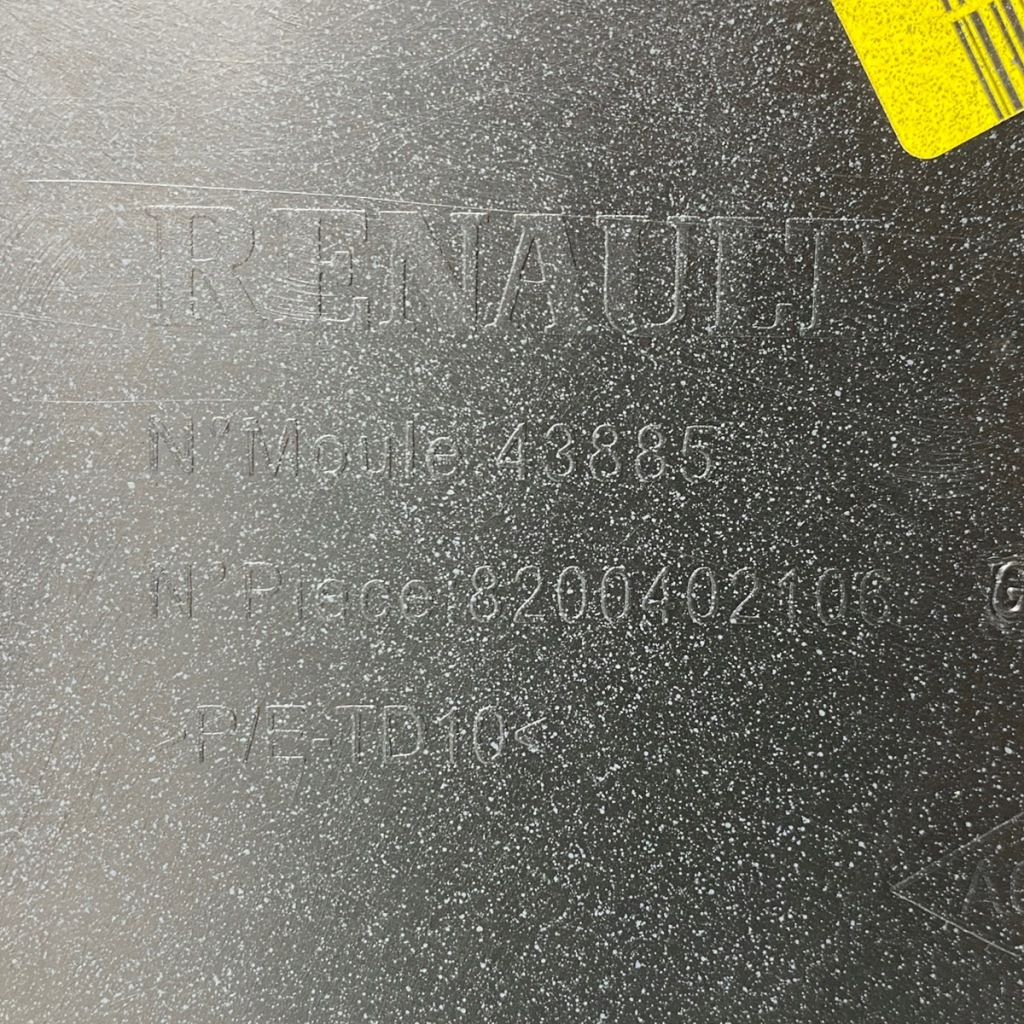 RENAULT
N° Moule:43885
N° Piece:8200402106
G
>P/E-TD10<